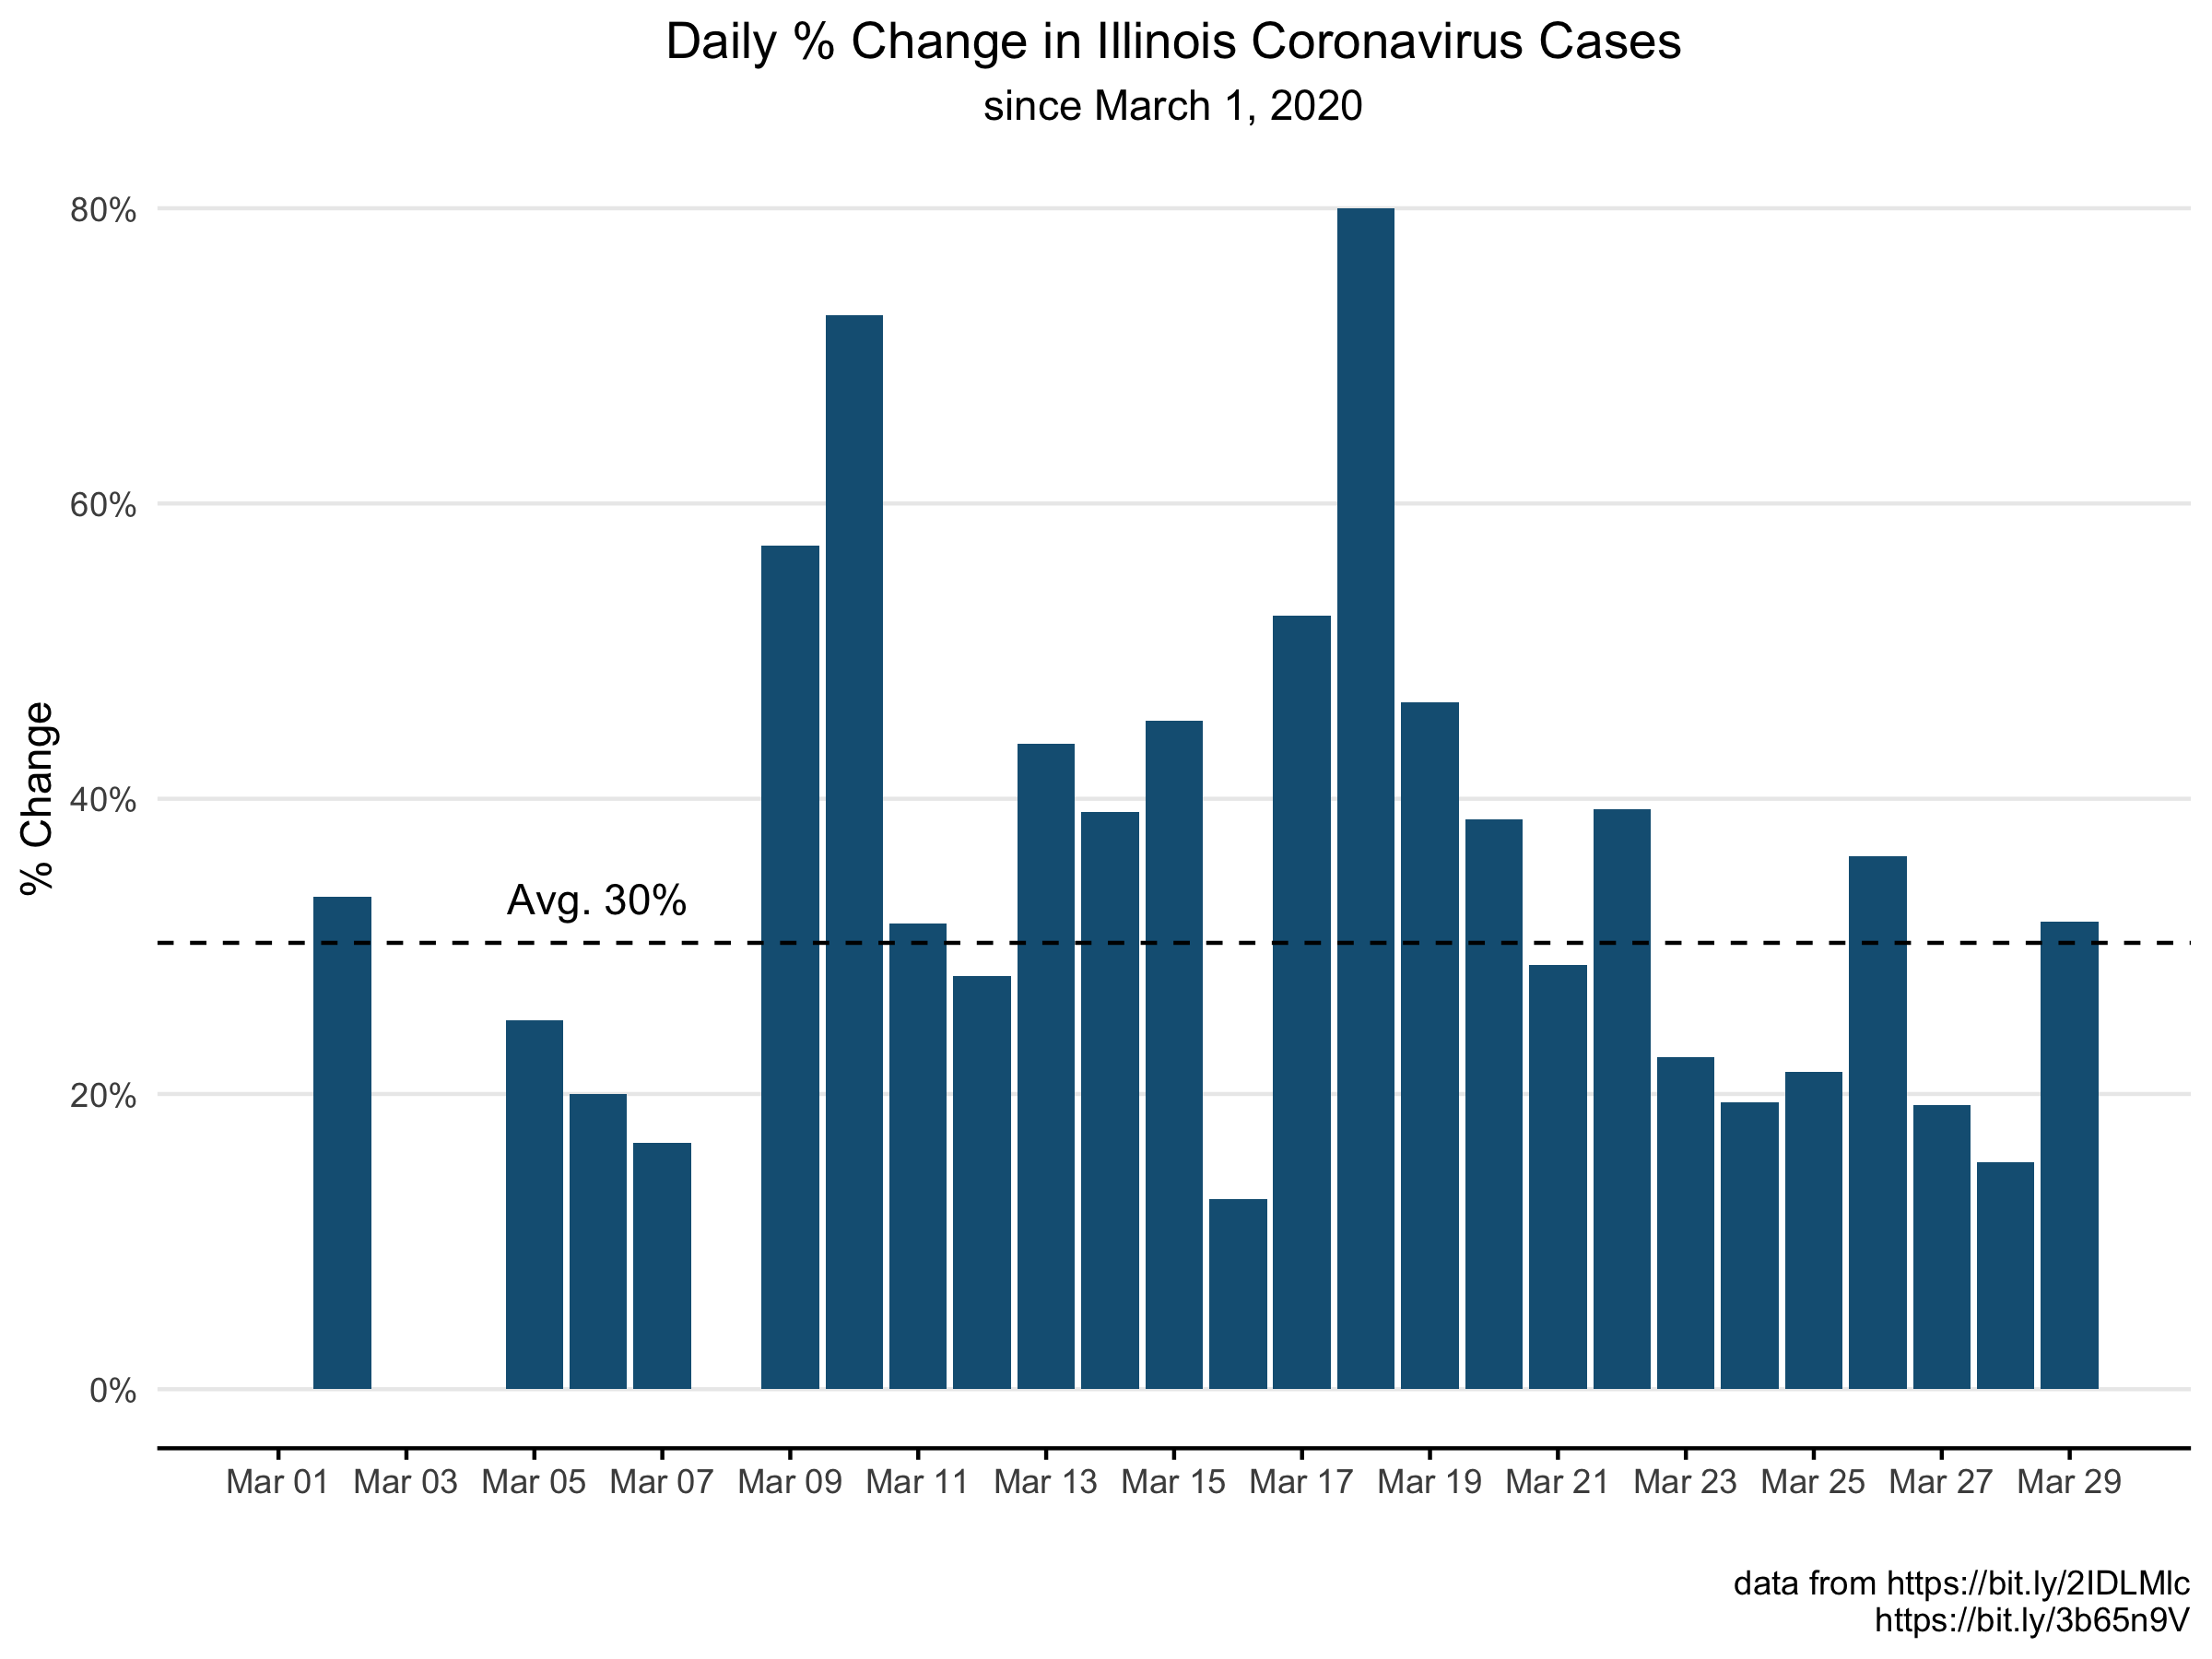 Daily % Change in Illinois Coronavirus Cases
since March 1, 2020
80%
60%
40%
20%
0%
% Change
Avg. 30%
Mar 01 Mar 03 Mar 05 Mar 07 Mar 09 Mar 11 Mar 13 Mar 15 Mar 17 Mar 19 Mar 21 Mar 23 Mar 25 Mar 27 Mar 29
data from https://bit.ly/2IDLMlc
https://bit.ly/3b65n9V